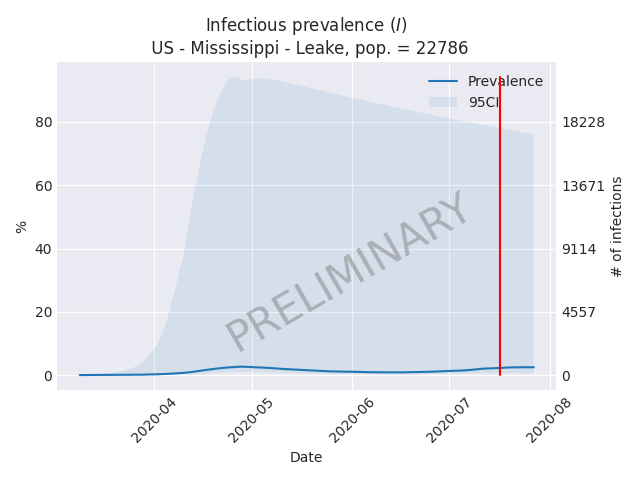 Infectious prevalence (I)
US - Mississippi - Leake, pop. = 22786
Prevalence
95CI
80
60
40
20
0
%
18228
13671
9114
4557
0
# of infections
PRELIMINARY
2020-04
2020-05
2020-06
2020-07
2020-08
Date